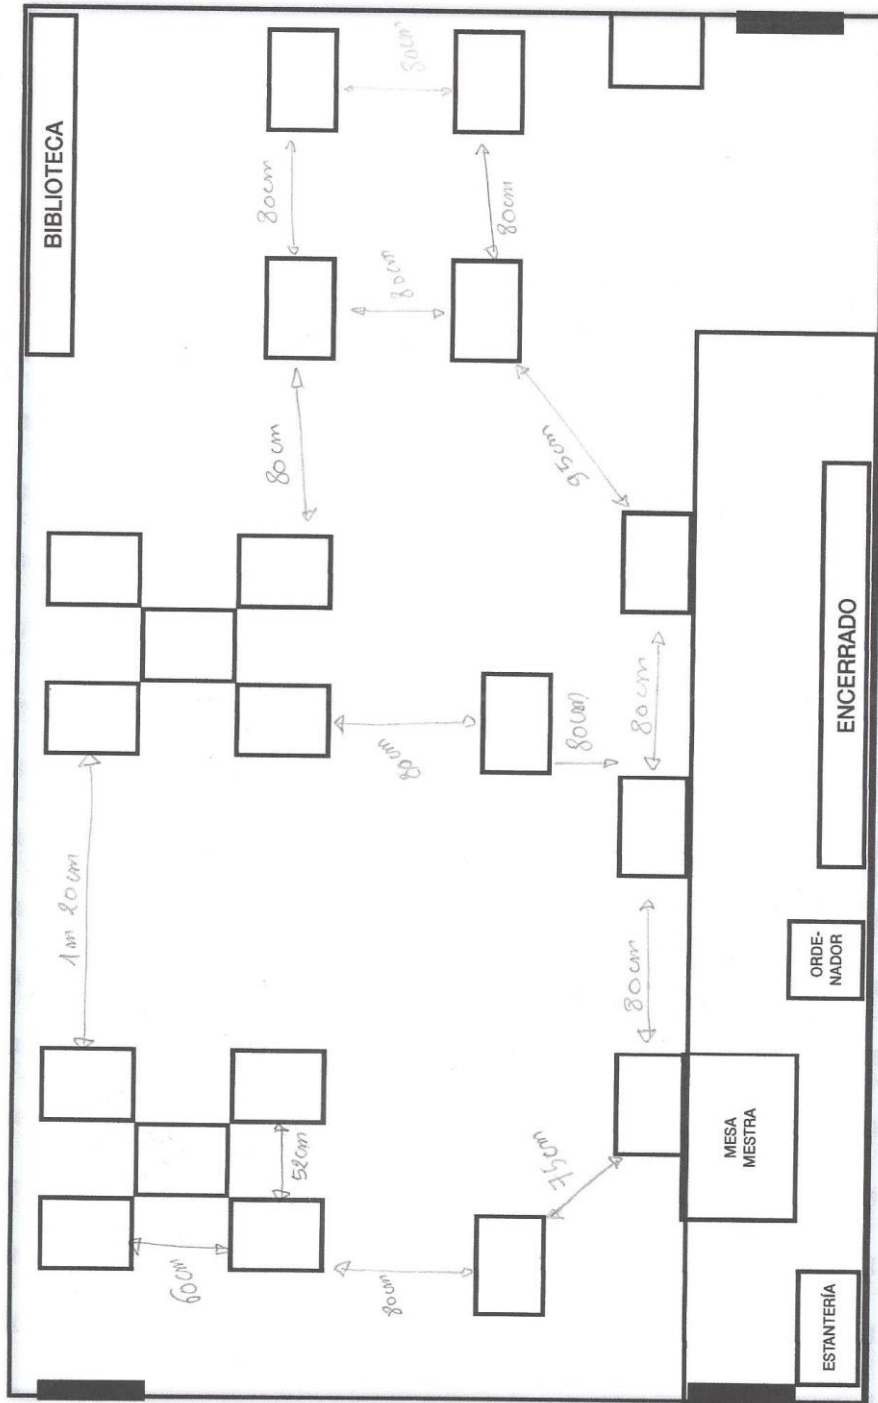 BIBLIOTECA
80cm
80cm
80cm
80cm
80cm
95cm
80cm
80cm
80cm
1m 20cm
80cm
52cm
60cm
80cm
75cm
ENCERRADO
ORDE-
NADOR
MESA
MESTRA
ESTANTERÍA